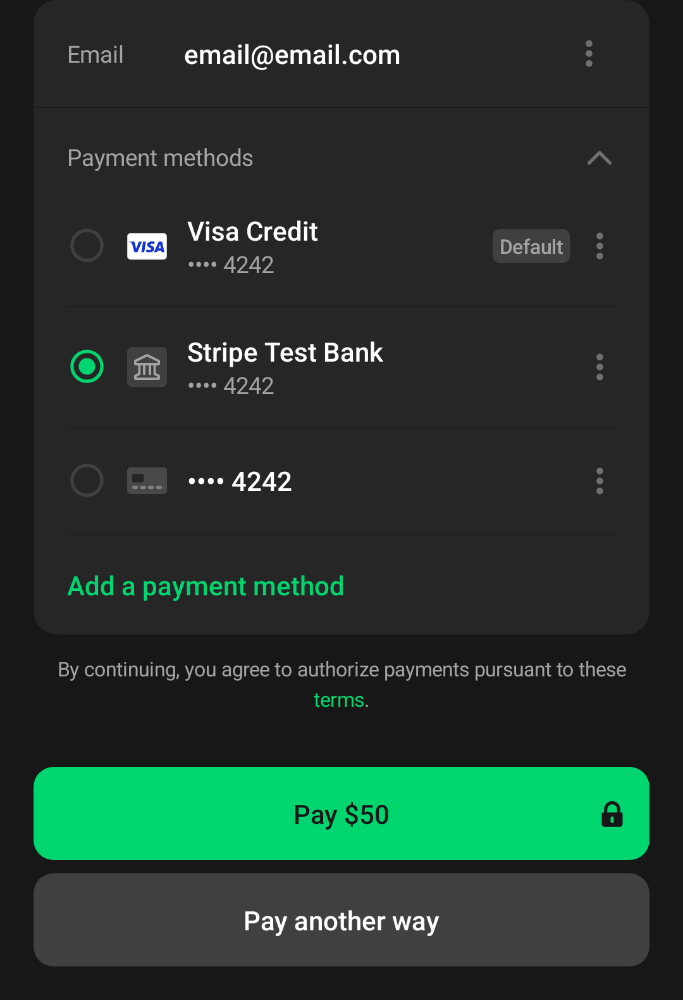 Email email@email.com
Payment methods
Visa Credit
VISA Default
•••• 4242
Stripe Test Bank
•••• 4242
•••• 4242
Add a payment method
By continuing, you agree to authorize payments pursuant to these
terms.
Pay $50
Pay another way